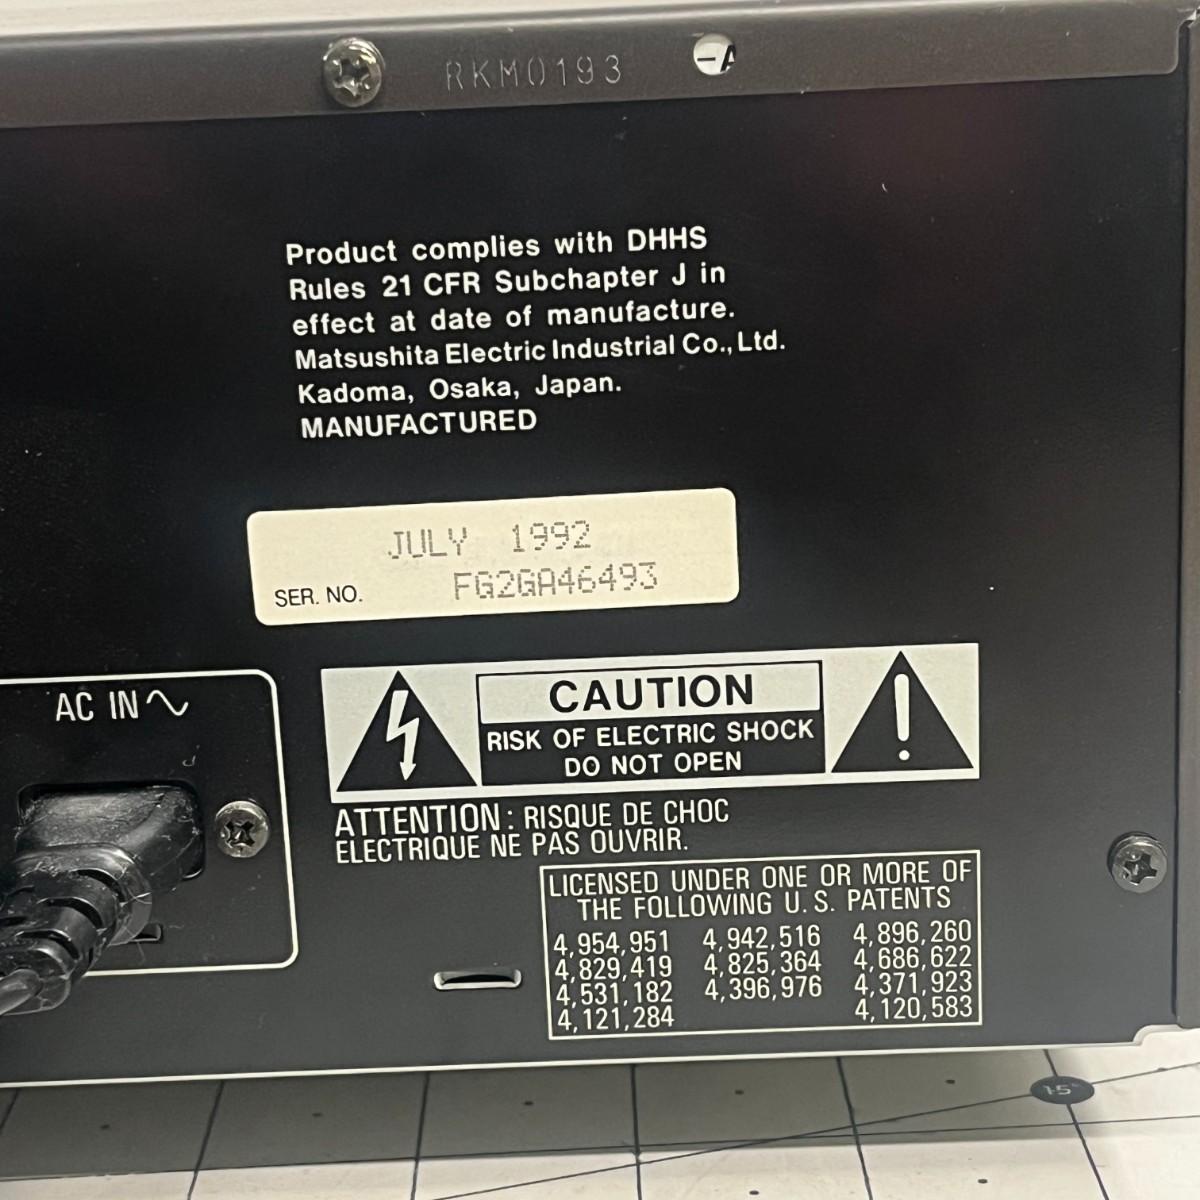 RKM0193 -A
Product complies with DHHS
Rules 21 CFR Subchapter J in
effect at date of manufacture.
Matsushita Electric Industrial Co., Ltd.
Kadoma, Osaka, Japan.
MANUFACTURED
JULY 1992
SER. NO. FG2GA46493
AC IN
CAUTION
RISK OF ELECTRIC SHOCK
DO NOT OPEN
ATTENTION: RISQUE DE CHOC
ELECTRIQUE NE PAS OUVRIR.
LICENSED UNDER ONE OR MORE OF
THE FOLLOWING U.S. PATENTS
4,954,951 4,942,516 4,896,260
4,829,419 4,825,364 4,686,622
4,531,182 4,396,976 4,371,923
4,121,284 4,120,583
15°